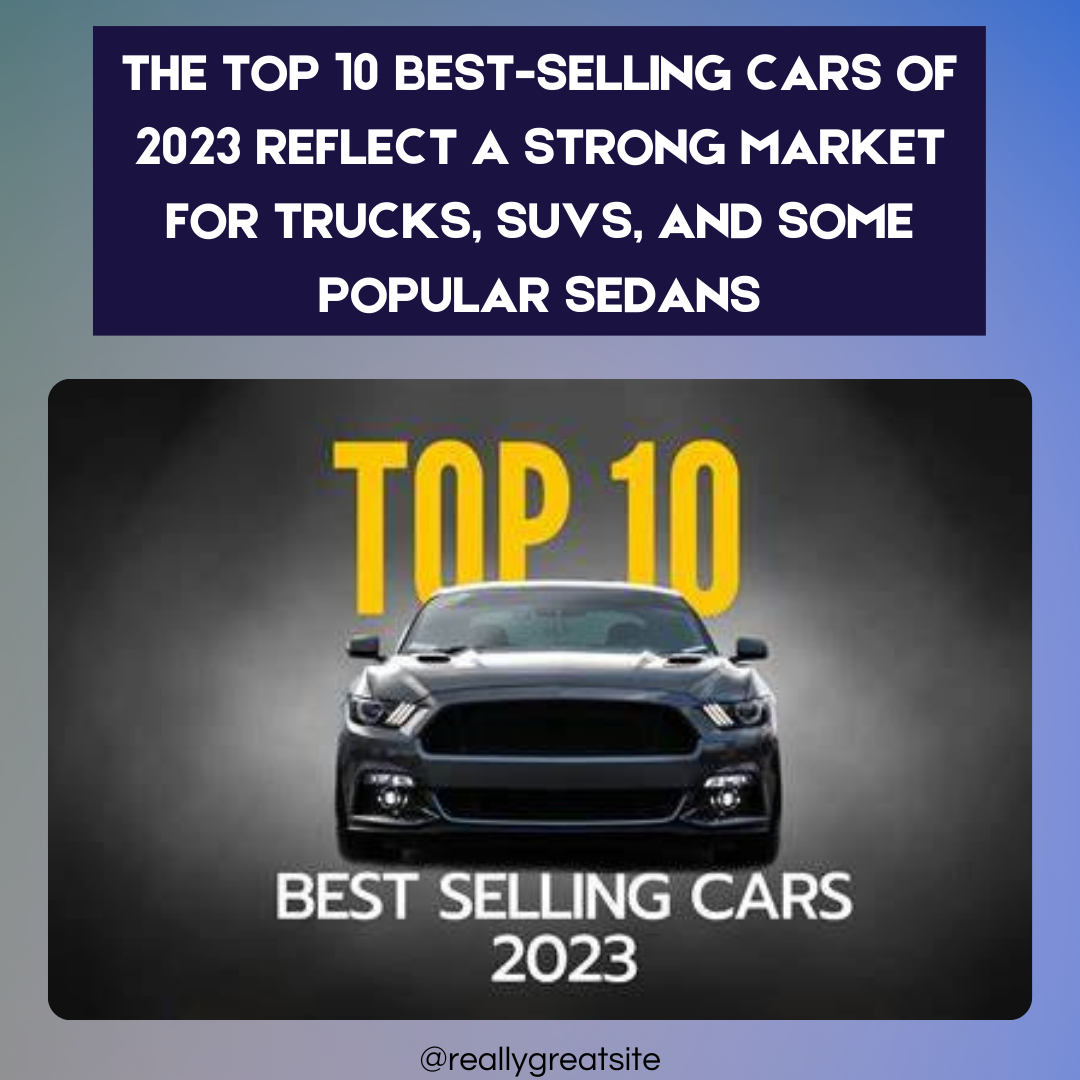 THE TOP 10 BEST-SELLING CARS OF
2023 REFLECT A STRONG MARKET
FOR TRUCKS, SUVS, AND SOME
POPULAR SEDANS
TOP 10
BEST SELLING CARS
2023
@reallygreatsite